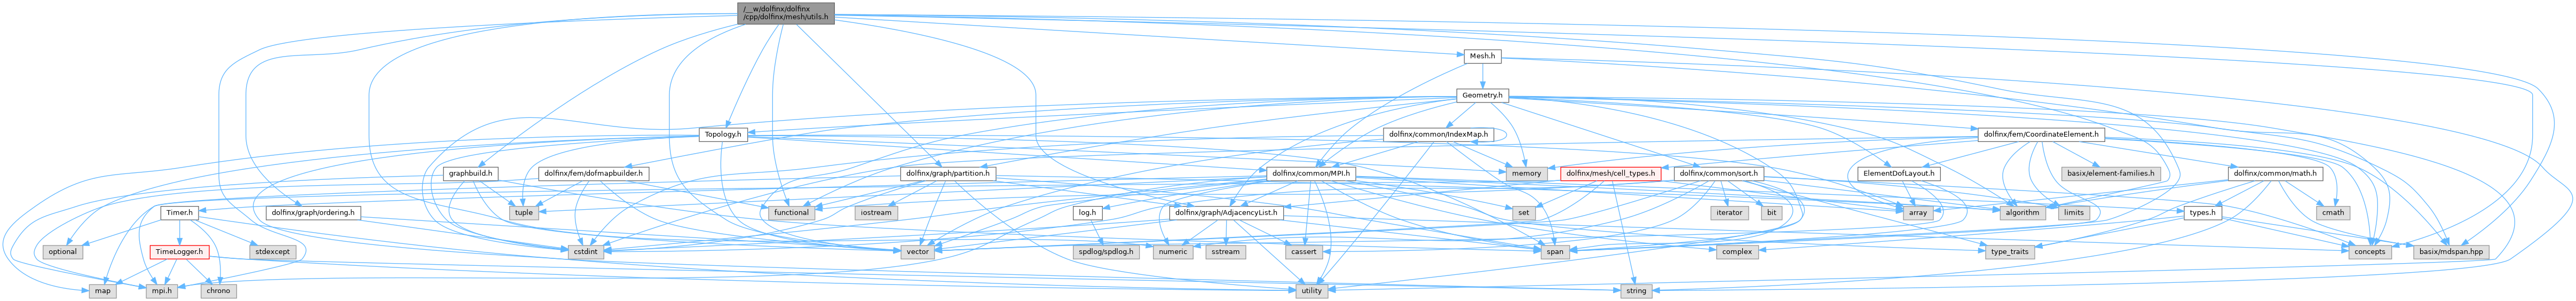 /__w/dolfinx/dolfinx
/cpp/dolfinx/mesh/utils.h
Mesh.h
Geometry.h
Topology.h
dolfinx/common/IndexMap.h
dolfinx/fem/CoordinateElement.h
graphbuild.h
dolfinx/fem/dofmapbuilder.h
dolfinx/graph/partition.h
dolfinx/common/MPI.h
memory
dolfinx/mesh/cell_types.h
dolfinx/common/sort.h
ElementDofLayout.h
basix/element-families.h
dolfinx/common/math.h
Timer.h
dolfinx/graph/ordering.h
tuple
functional
iostream
log.h
dolfinx/graph/AdjacencyList.h
set
iterator
bit
array
algorithm
limits
types.h
cmath
optional
TimeLogger.h
stdexcept
cstdint
vector
spdlog/spdlog.h
numeric
sstream
cassert
span
complex
type_traits
concepts
basix/mdspan.hpp
map
mpi.h
chrono
utility
string